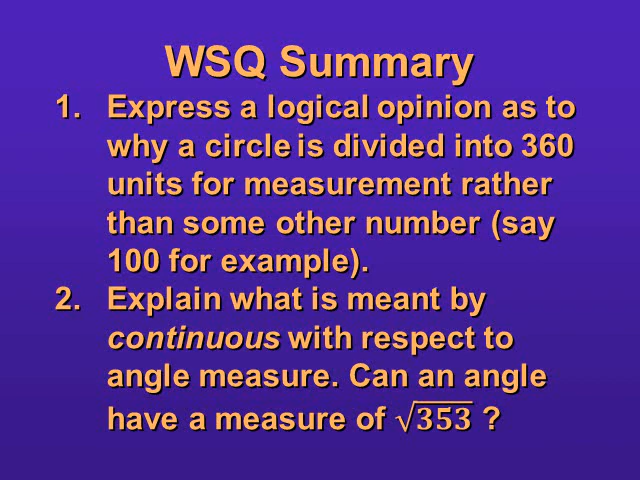 WSQ Summary
1. Express a logical opinion as to
why a circle is divided into 360
units for measurement rather
than some other number (say
100 for example).
2. Explain what is meant by
continuous with respect to
angle measure. Can an angle
have a measure of √353 ?